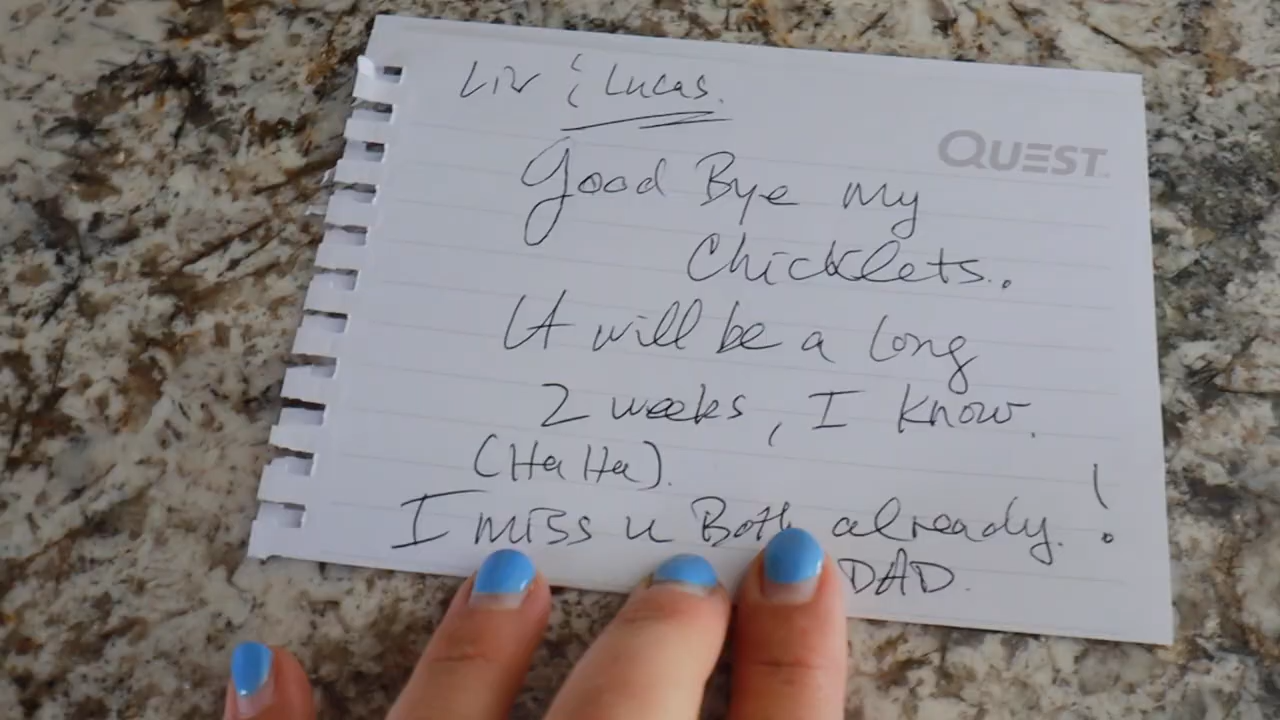 Liv & Lucas.
QUEST
Good Bye my
Chicklets..
It will be a long
2 weeks, I know.
(Ha Ha).
I miss u Both already. !
DAD.